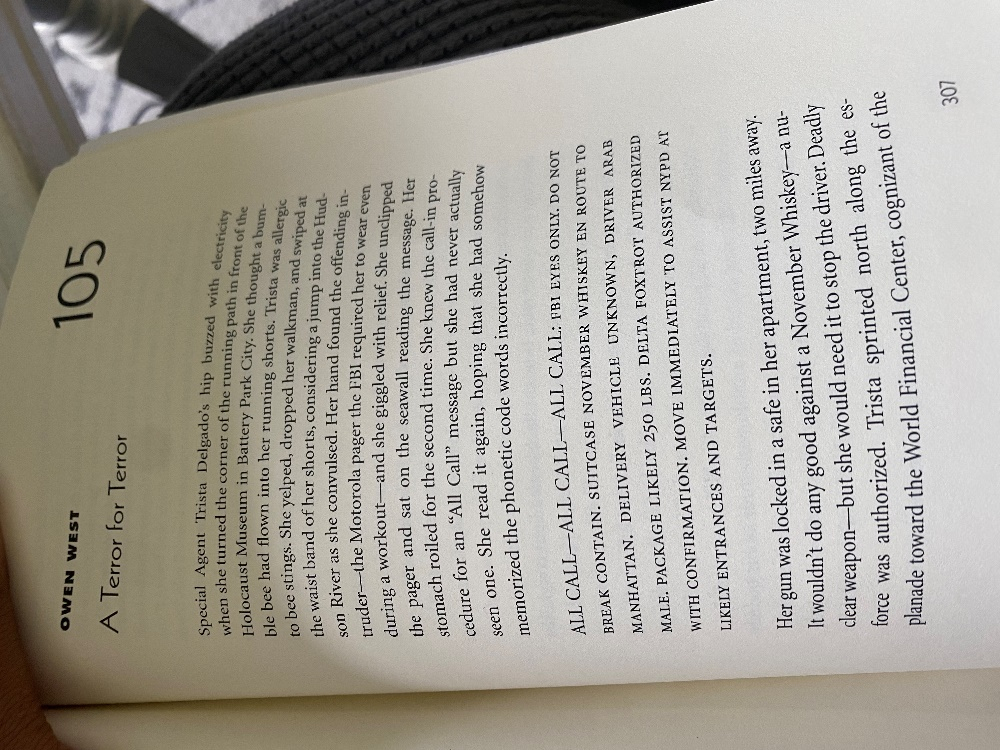 OWEN WEST
105
A Terror for Terror
Special Agent Trista Delgado's hip buzzed with electricity
when she turned the corner of the running path in front of the
Holocaust Museum in Battery Park City. She thought a bum-
ble bee had flown into her running shorts. Trista was allergic
to bee stings. She yelped, dropped her walkman, and swiped at
the waist band of her shorts, considering a jump into the Hud-
son River as she convulsed. Her hand found the offending in-
truder—the Motorola pager the FBI required her to wear even
during a workout—and she giggled with relief. She unclipped
the pager and sat on the seawall reading the message. Her
stomach roiled for the second time. She knew the call-in pro-
cedure for an "All Call" message but she had never actually
seen one. She read it again, hoping that she had somehow
memorized the phonetic code words incorrectly.
ALL CALL—ALL CALL—ALL CALL: FBI EYES ONLY. DO NOT
BREAK CONTAIN. SUITCASE NOVEMBER WHISKEY EN ROUTE TO
MANHATTAN. DELIVERY VEHICLE UNKNOWN, DRIVER ARAB
MALE. PACKAGE LIKELY 250 LBS. DELTA FOXTROT AUTHORIZED
WITH CONFIRMATION. MOVE IMMEDIATELY TO ASSIST NYPD AT
LIKELY ENTRANCES AND TARGETS.
Her gun was locked in a safe in her apartment, two miles away.
It wouldn't do any good against a November Whiskey—a nu-
clear weapon—but she would need it to stop the driver. Deadly
force was authorized. Trista sprinted north along the es-
planade toward the World Financial Center, cognizant of the
307